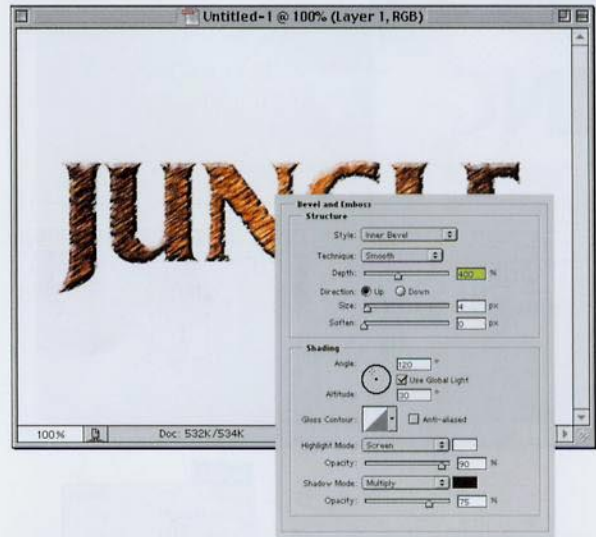 Untitled-1 @ 100% (Layer 1, RGB)
JUNGLE
Bevel and Emboss
Structure
Style: Inner Bevel
Technique: Smooth
Depth: 400 %
Direction: Up Down
Size: 4 px
Soften: 0 px
Shading
Angle: 120 °
Use Global Light
Altitude: 30 °
Gloss Contour: Anti-aliased
Highlight Mode: Screen
Opacity: 90 %
Shadow Mode: Multiply
Opacity: 75 %
100% Doc: 532K/534K